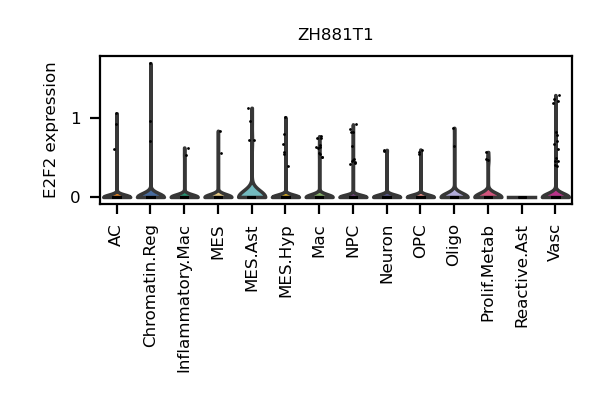 ZH881T1
E2F2 expression
1
0
AC
Chromatin.Reg
Inflammatory.Mac
MES
MES.Ast
MES.Hyp
Mac
NPC
Neuron
OPC
Oligo
Prolif.Metab
Reactive.Ast
Vasc